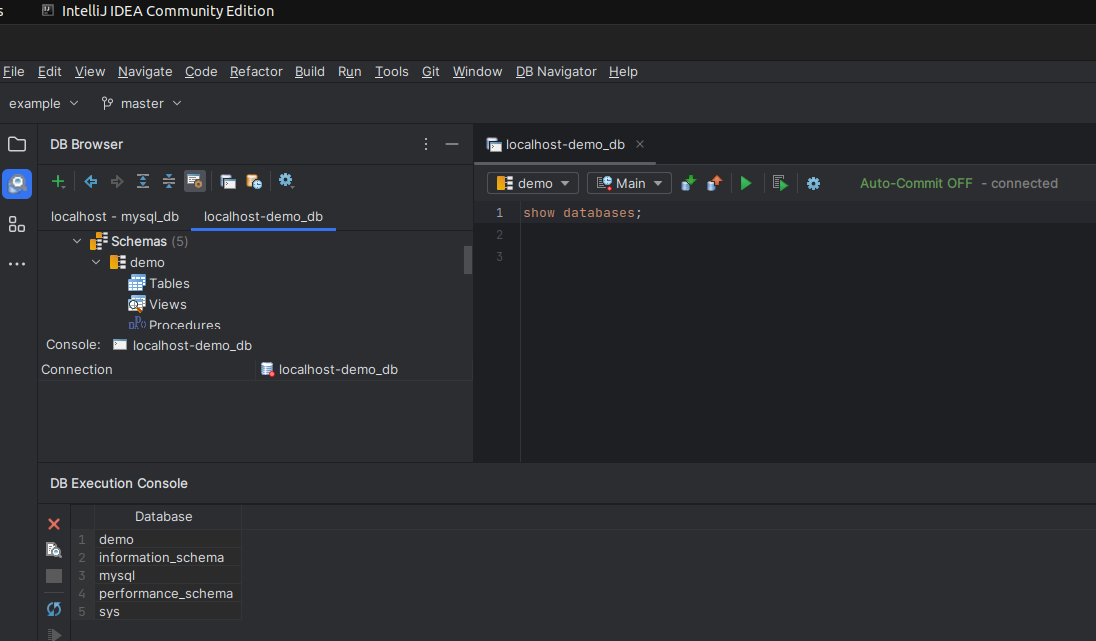 s IntelliJ IDEA Community Edition
File Edit View Navigate Code Refactor Build Run Tools Git Window DB Navigator Help
example master
DB Browser
localhost - mysql_db localhost-demo_db
Schemas (5)
demo
Tables
Views
Procedures
Console: localhost-demo_db
Connection localhost-demo_db
localhost-demo_db
demo Main Auto-Commit OFF - connected
1 show databases;
2
3
DB Execution Console
Database
1 demo
2 information_schema
3 mysql
4 performance_schema
5 sys